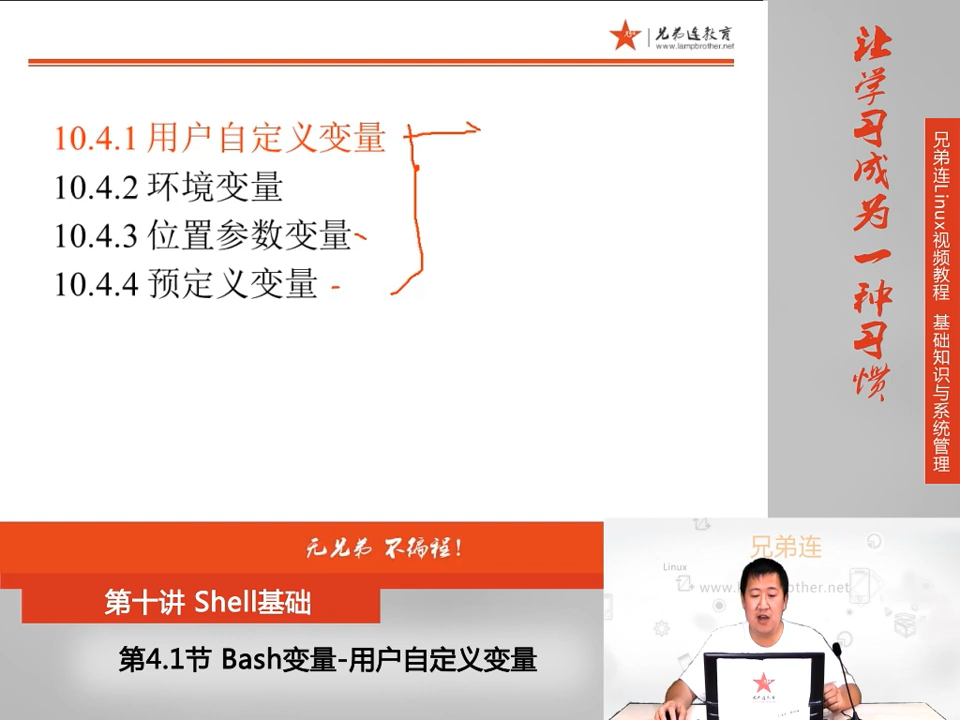 兄弟连教育
www.lampbrother.net
10.4.1 用户自定义变量
10.4.2 环境变量
10.4.3 位置参数变量
10.4.4 预定义变量
让学习成为一种习惯
兄弟连Linux视频教程 基础知识与系统管理
无兄弟 不编程!
第十讲 Shell基础
第4.1节 Bash变量-用户自定义变量
兄弟连
Linux